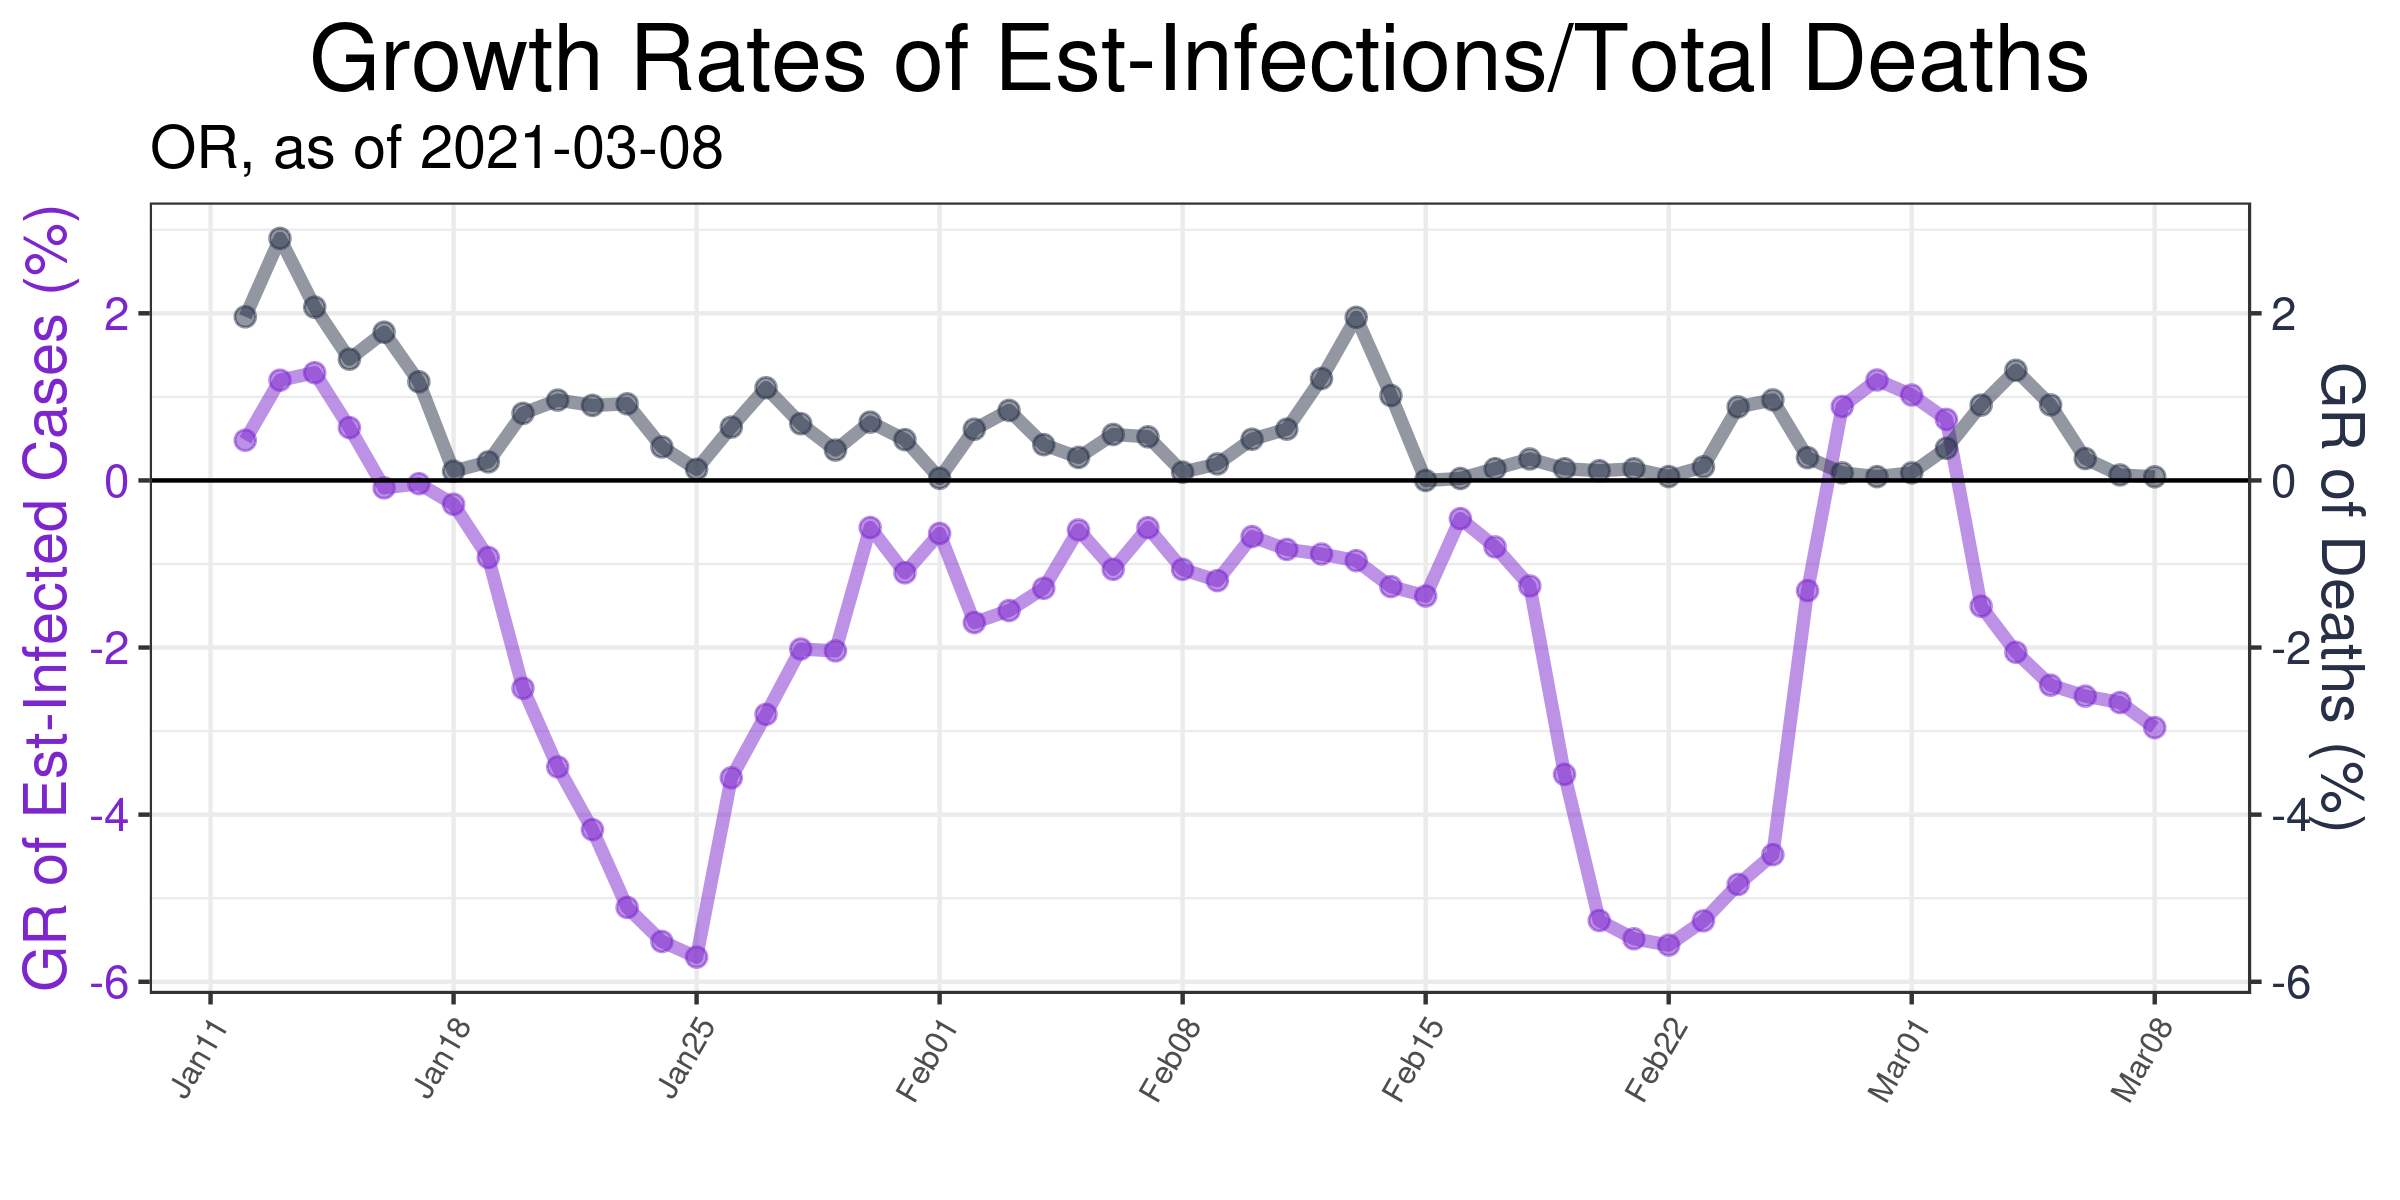 Growth Rates of Est-Infections/Total Deaths
OR, as of 2021-03-08
GR of Est-Infected Cases (%)
2
0
-2
-4
-6
2
0
-2
-4
-6
GR of Deaths (%)
Jan11
Jan18
Jan25
Feb01
Feb08
Feb15
Feb22
Mar01
Mar08